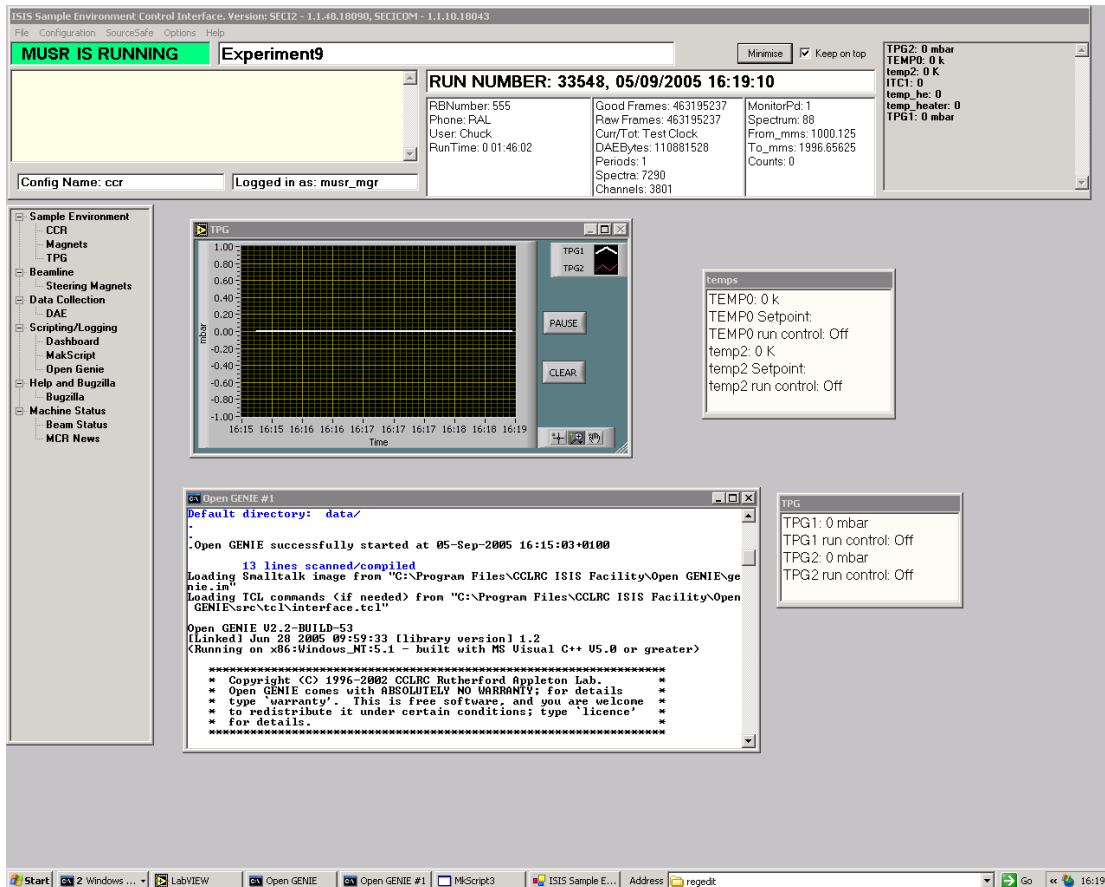 ISIS Sample Environment Control Interface. Version: SECI2 - 1.1.48.18090, SECICOM - 1.1.10.18043
File Configuration SourceSafe Options Help
MUSR IS RUNNING
Experiment9
Minimise
Keep on top
RUN NUMBER: 33548, 05/09/2005 16:19:10
RBNumber: 555
Phone: RAL
User: Chuck
RunTime: 0 01:46:02
Good Frames: 463195237
Raw Frames: 463195237
Curr/Tot: Test Clock
DAEBytes: 110881528
Periods: 1
Spectra: 7290
Channels: 3801
MonitorPd: 1
Spectrum: 88
From_mms: 1000.125
To_mms: 1996.65625
Counts: 0
TPG2: 0 mbar
TEMP0: 0 k
temp2: 0 K
ITC1: 0
temp_he: 0
temp_heater: 0
TPG1: 0 mbar
Config Name: ccr
Logged in as: musr_mgr
Sample Environment
CCR
Magnets
TPG
Beamline
Steering Magnets
Data Collection
DAE
Scripting/Logging
Dashboard
MakScript
Open Genie
Help and Bugzilla
Bugzilla
Machine Status
Beam Status
MCR News
TPG
1.00
0.80
0.60
0.40
0.20
0.00
-0.20
-0.40
-0.60
-0.80
-1.00
mbar
16:15 16:15 16:16 16:16 16:17 16:17 16:17 16:18 16:18 16:19
Time
TPG1
TPG2
PAUSE
CLEAR
temps
TEMP0: 0 k
TEMP0 Setpoint:
TEMP0 run control: Off
temp2: 0 K
temp2 Setpoint:
temp2 run control: Off
Open GENIE #1
Default directory: data/
.
.
.Open GENIE successfully started at 05-Sep-2005 16:15:03+0100
13 lines scanned/compiled
Loading Smalltalk image from "C:\Program Files\CCLRC ISIS Facility\Open GENIE\ge
nie.im"
Loading TCL commands (if needed) from "C:\Program Files\CCLRC ISIS Facility\Open
GENIE\src\tcl\interface.tcl"
Open GENIE V2.2-BUILD-53
[Linked] Jun 28 2005 09:59:33 [library version] 1.2
(Running on x86:Windows_NT:5.1 - built with MS Visual C++ V5.0 or greater)
******************************************************************
* Copyright (C) 1996-2002 CCLRC Rutherford Appleton Lab. *
* Open GENIE comes with ABSOLUTELY NO WARRANTY; for details *
* type `warranty'. This is free software, and you are welcome *
* to redistribute it under certain conditions; type `licence' *
* for details. *
******************************************************************
TPG
TPG1: 0 mbar
TPG1 run control: Off
TPG2: 0 mbar
TPG2 run control: Off
Start
2 Windows ...
LabVIEW
Open GENIE
Open GENIE #1
MkScript3
ISIS Sample E...
Address
regedit
Go
16:19